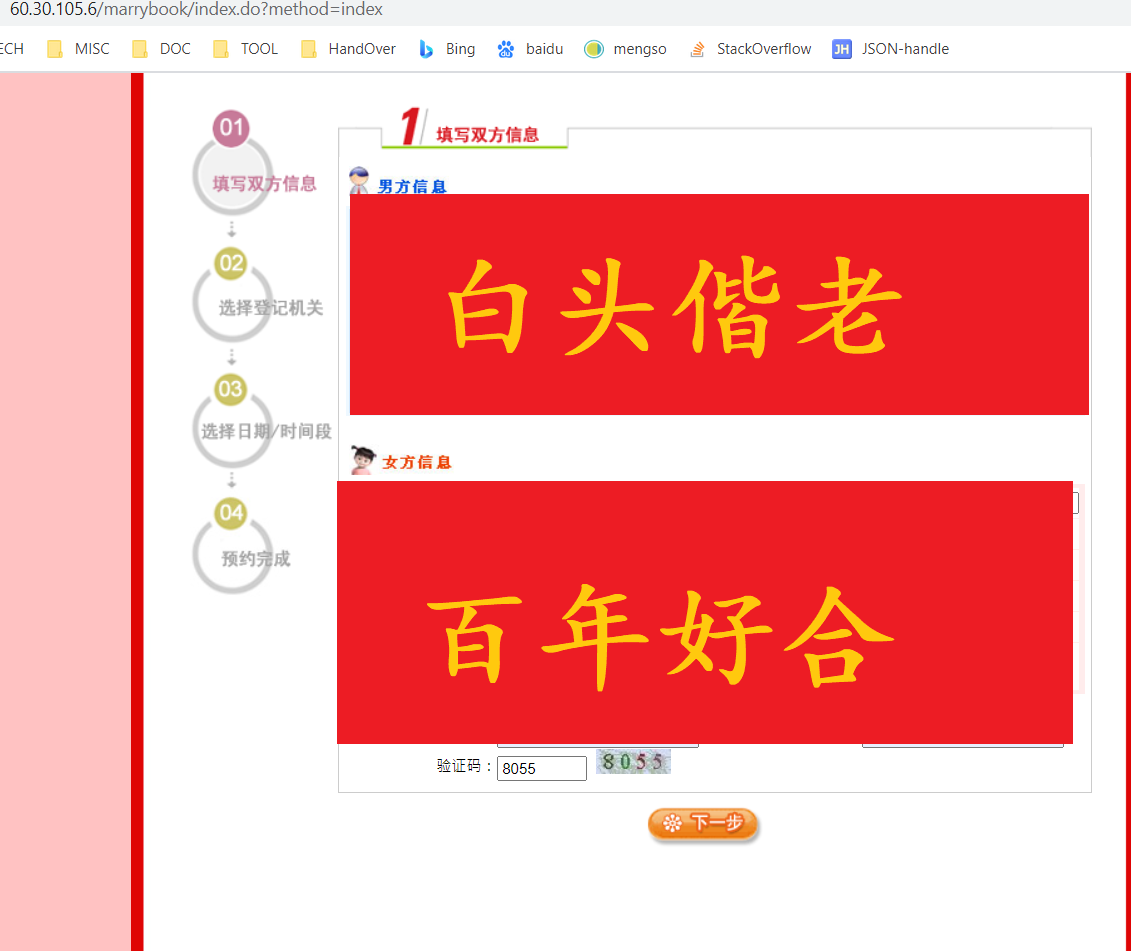 60.30.105.6/marrybook/index.do?method=index
ECH MISC DOC TOOL HandOver Bing baidu mengso StackOverflow JH JSON-handle
01
填写双方信息
02
选择登记机关
03
选择日期/时间段
04
预约完成
1 填写双方信息
男方信息
白头偕老
女方信息
百年好合
验证码： 8055 8055
下一步